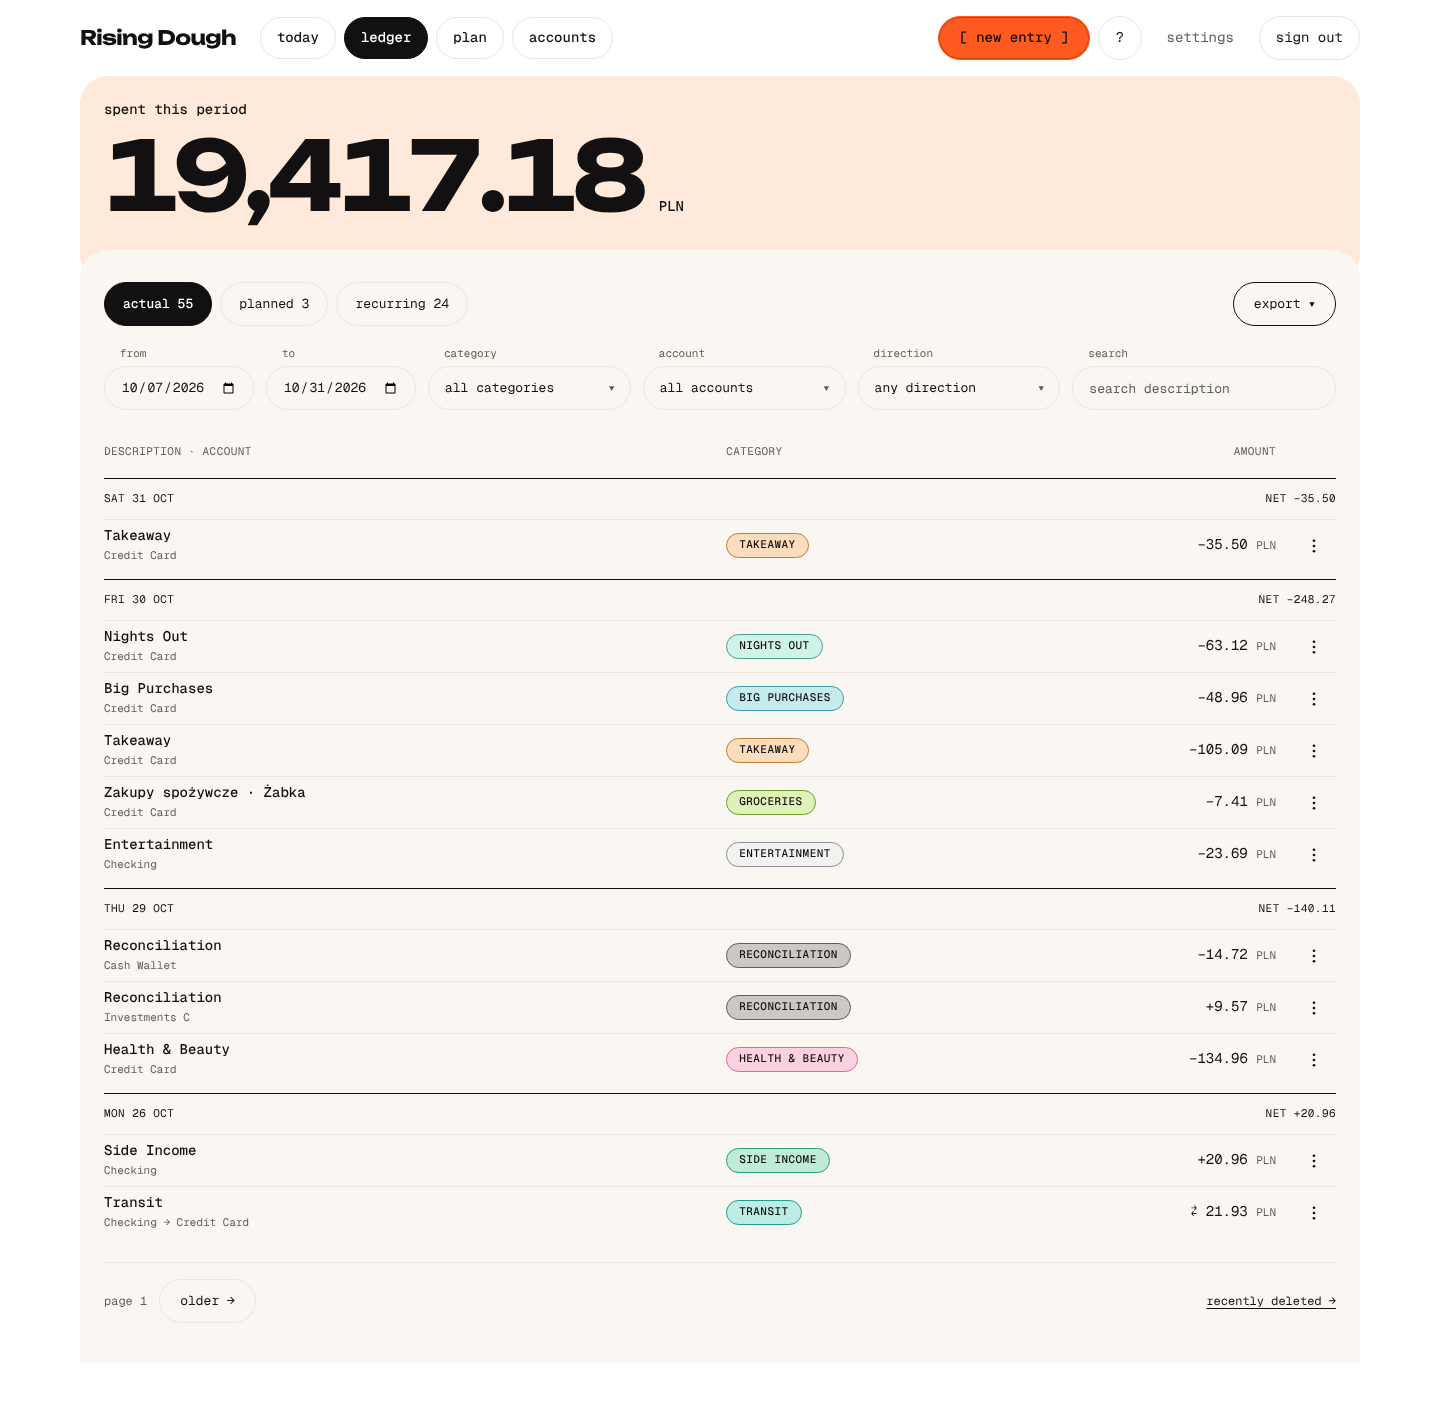 Rising Dough today ledger plan accounts [ new entry ] ? settings sign out
spent this period
19,417.18 PLN
actual 55 planned 3 recurring 24 export ▾
from to category account direction search
10/07/2026 10/31/2026 all categories ▾ all accounts ▾ any direction ▾ search description
DESCRIPTION · ACCOUNT CATEGORY AMOUNT
SAT 31 OCT NET −35.50
Takeaway TAKEAWAY −35.50 PLN
Credit Card
FRI 30 OCT NET −248.27
Nights Out NIGHTS OUT −63.12 PLN
Credit Card
Big Purchases BIG PURCHASES −48.96 PLN
Credit Card
Takeaway TAKEAWAY −105.09 PLN
Credit Card
Zakupy spożywcze · Żabka GROCERIES −7.41 PLN
Credit Card
Entertainment ENTERTAINMENT −23.69 PLN
Checking
THU 29 OCT NET −140.11
Reconciliation RECONCILIATION −14.72 PLN
Cash Wallet
Reconciliation RECONCILIATION +9.57 PLN
Investments C
Health & Beauty HEALTH & BEAUTY −134.96 PLN
Credit Card
MON 26 OCT NET +20.96
Side Income SIDE INCOME +20.96 PLN
Checking
Transit TRANSIT ⇄ 21.93 PLN
Checking → Credit Card
page 1 older → recently deleted →